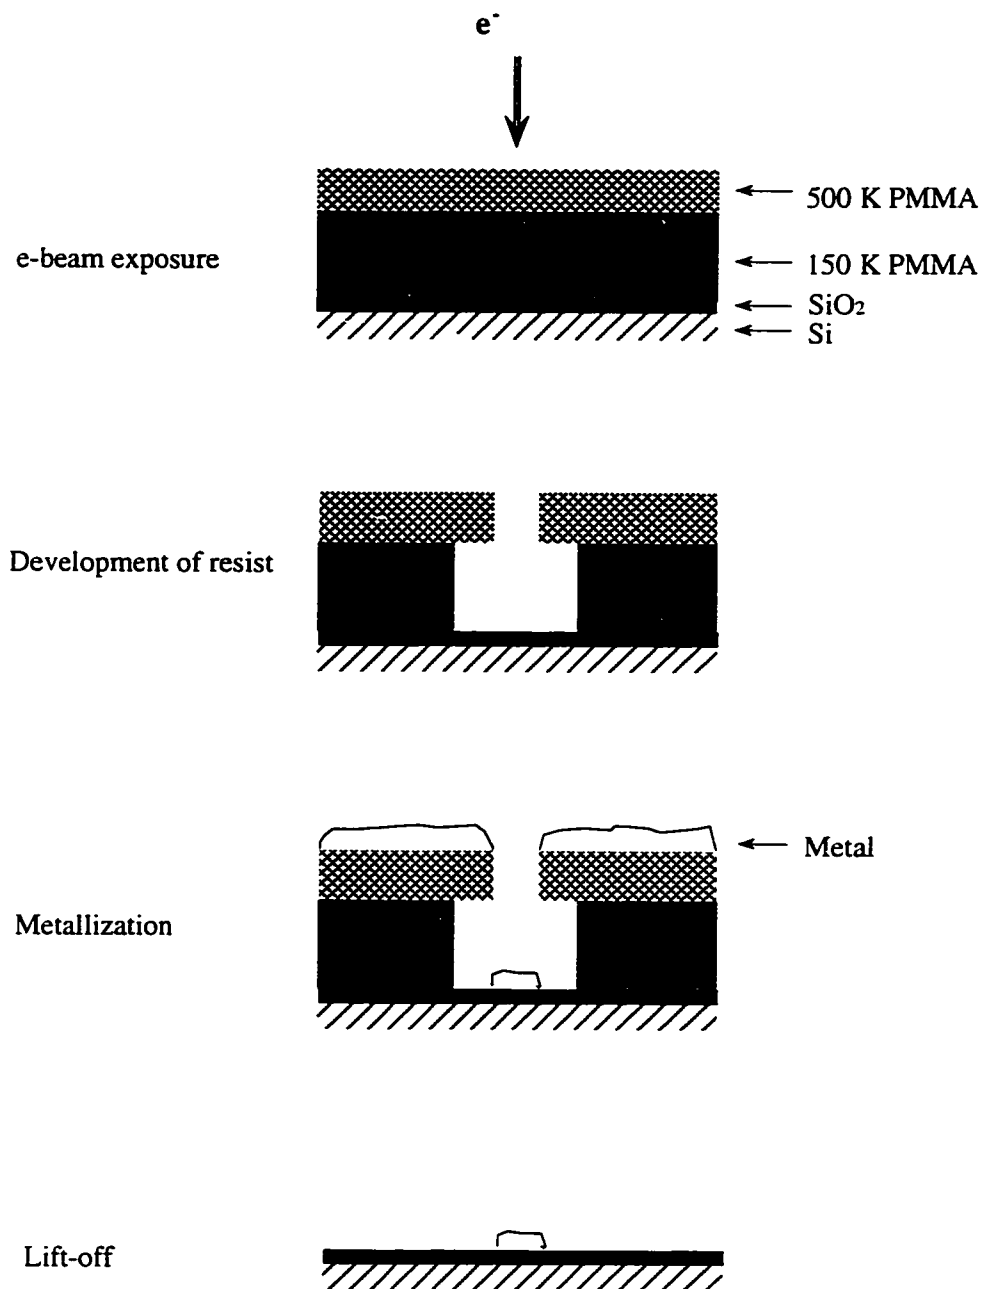 e-
500 K PMMA
e-beam exposure
150 K PMMA
SiO2
Si
Development of resist
Metal
Metallization
Lift-off